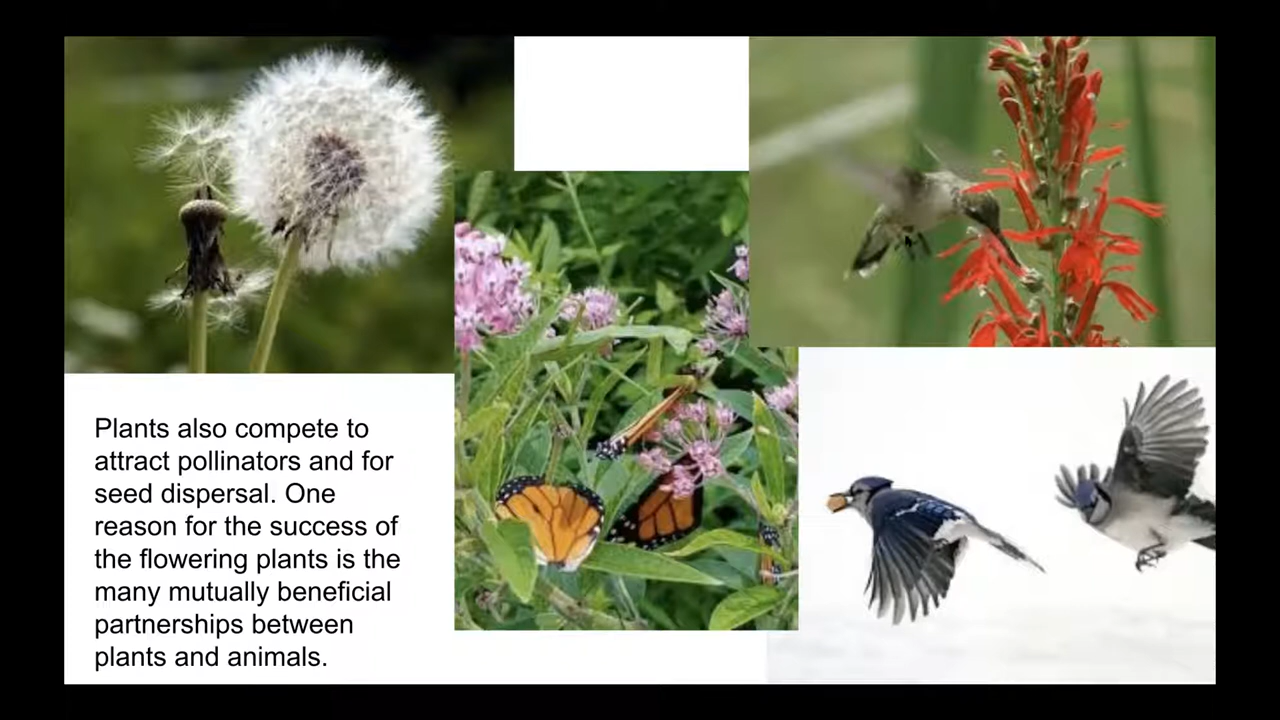 Plants also compete to
attract pollinators and for
seed dispersal. One
reason for the success of
the flowering plants is the
many mutually beneficial
partnerships between
plants and animals.